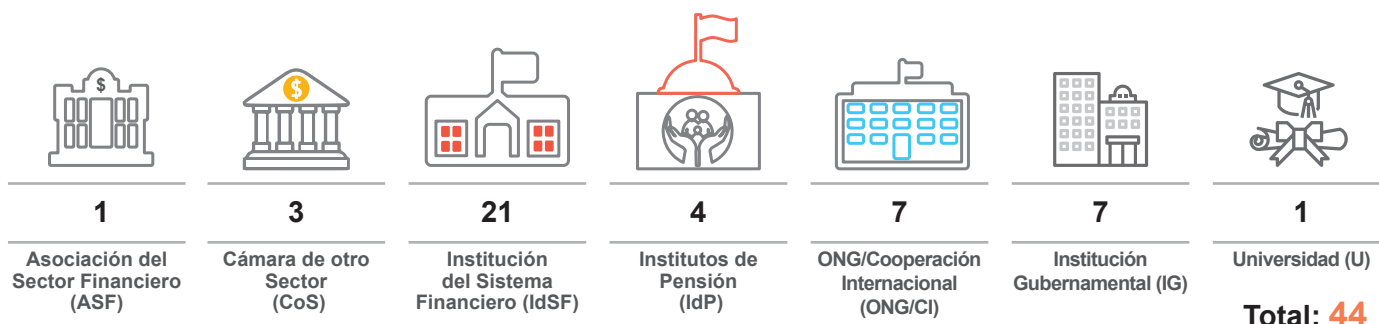 $
$
1
Asociación del
Sector Financiero
(ASF)
3
Cámara de otro
Sector
(CoS)
21
Institución
del Sistema
Financiero (IdSF)
4
Institutos de
Pensión
(IdP)
7
ONG/Cooperación
Internacional
(ONG/CI)
7
Institución
Gubernamental (IG)
1
Universidad (U)
Total: 44